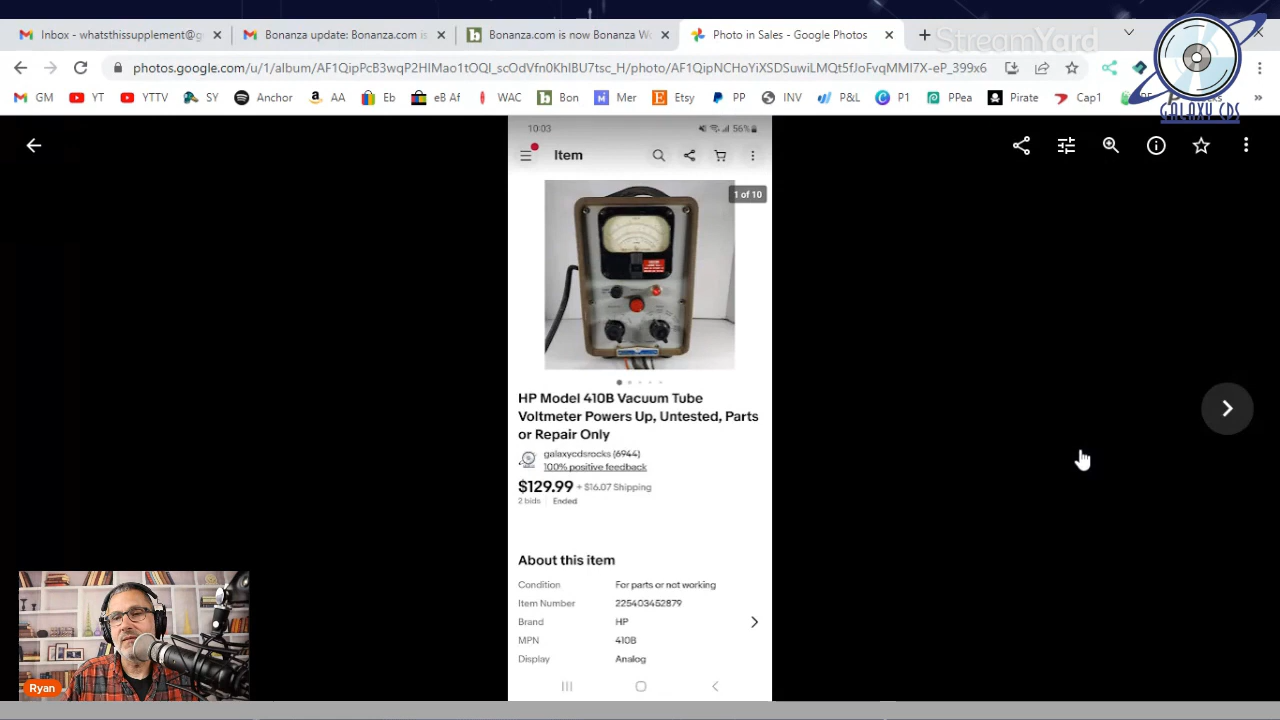 Inbox - whatsthissupplement@g
Bonanza update: Bonanza.com is
Bonanza.com is now Bonanza Wo
Photo in Sales - Google Photos
StreamYard
photos.google.com/u/1/album/AF1QipPcB3wqP2HlMao1tOQI_scOdVfn0KhIBU7tsc_H/photo/AF1QipNCHoYiXSDSuwiLMQt5fJoFvqMMI7X-eP_399x6
GM YT YTTV SY Anchor AA Eb eB Af WAC Bon Mer Etsy PP INV P&L P1 PPea Pirate Cap1
GALAXY CDS
10:03 56%
Item
1 of 10
HP Model 410B Vacuum Tube
Voltmeter Powers Up, Untested, Parts
or Repair Only
galaxycdsrocks (6944)
100% positive feedback
$129.99 + $16.07 Shipping
2 bids Ended
About this item
Condition For parts or not working
Item Number 225403452879
Brand HP
MPN 410B
Display Analog
Ryan